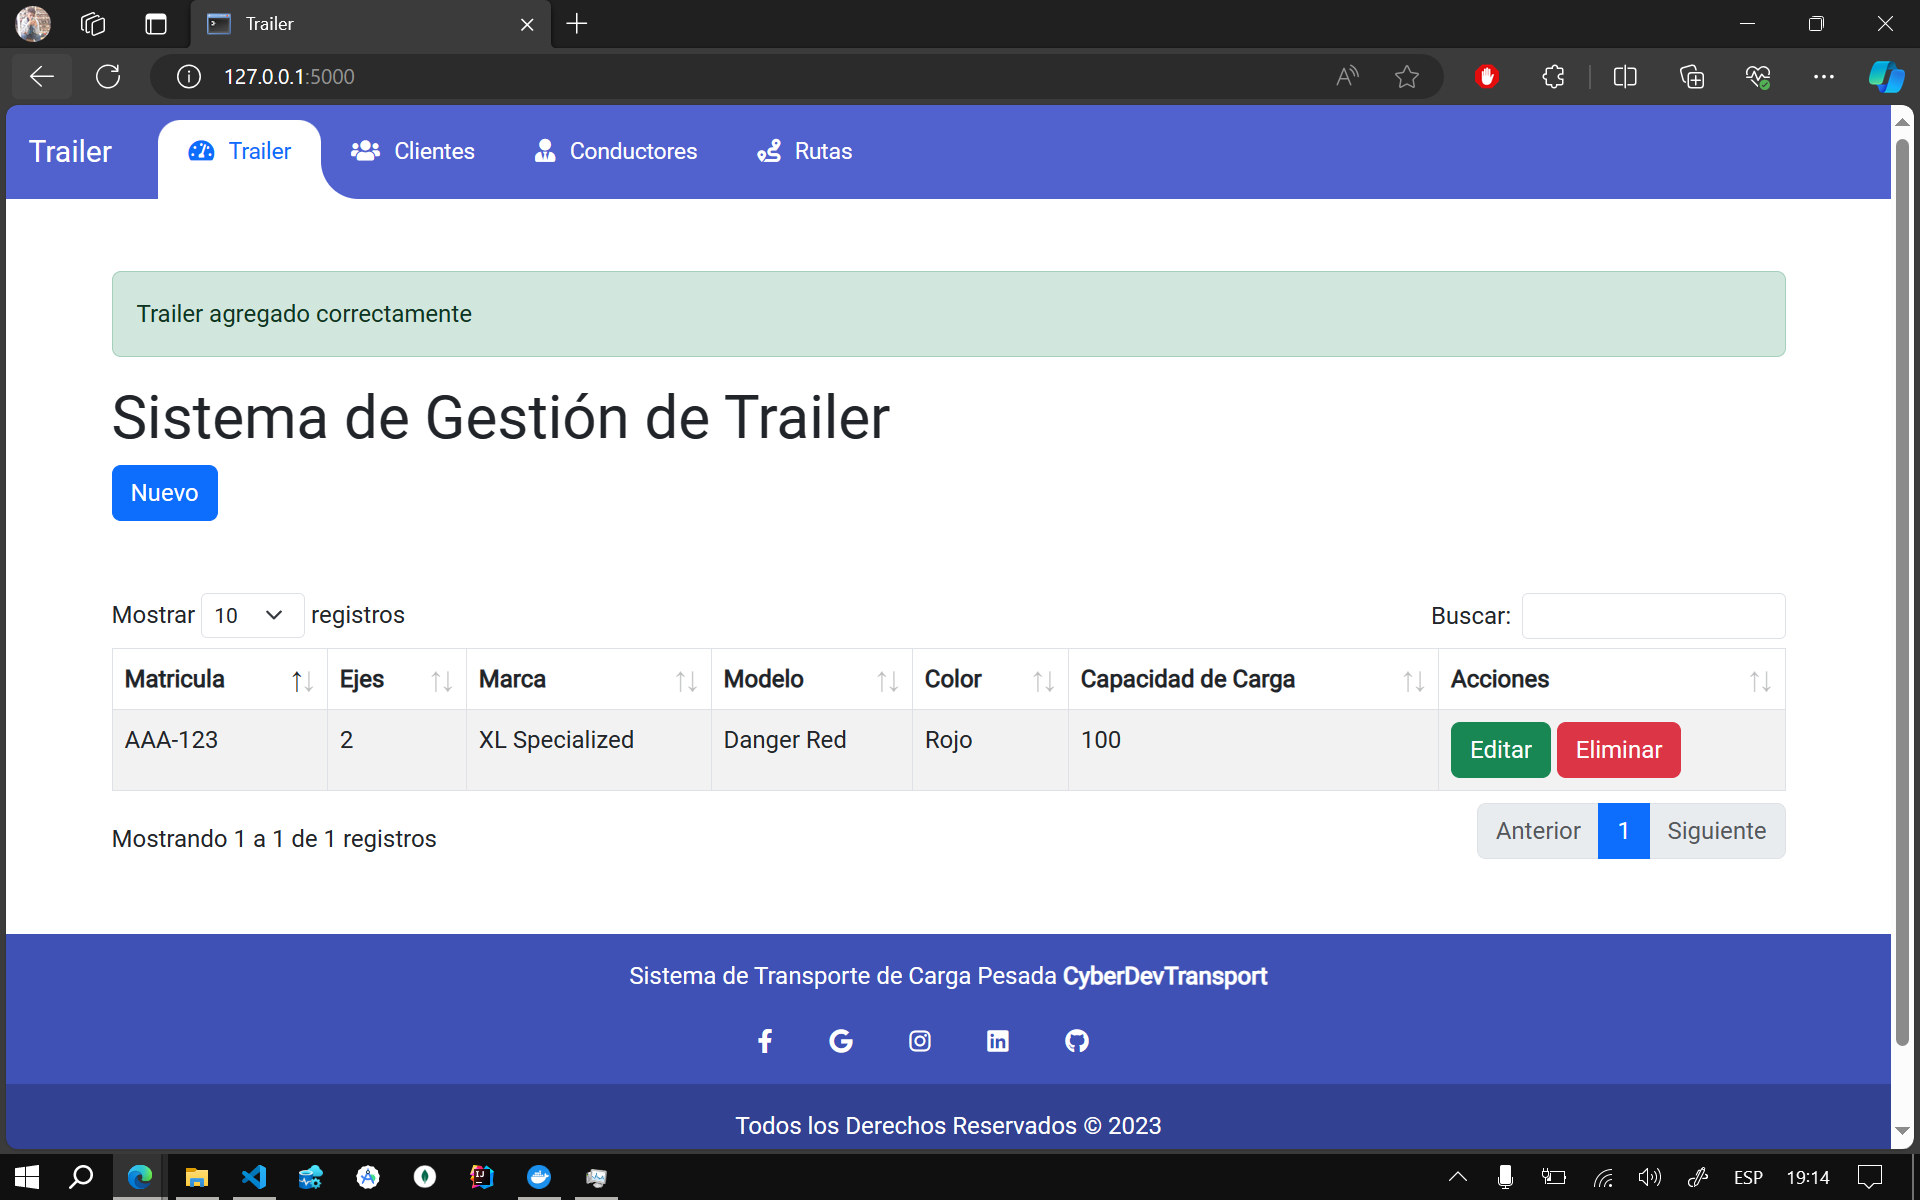 Trailer
127.0.0.1:5000
Trailer
Trailer
Clientes
Conductores
Rutas
Trailer agregado correctamente
Sistema de Gestión de Trailer
Nuevo
Mostrar 10 registros
Buscar:
Matricula Ejes Marca Modelo Color Capacidad de Carga Acciones
AAA-123 2 XL Specialized Danger Red Rojo 100 Editar Eliminar
Mostrando 1 a 1 de 1 registros
Anterior 1 Siguiente
Sistema de Transporte de Carga Pesada CyberDevTransport
Todos los Derechos Reservados © 2023
ESP 19:14